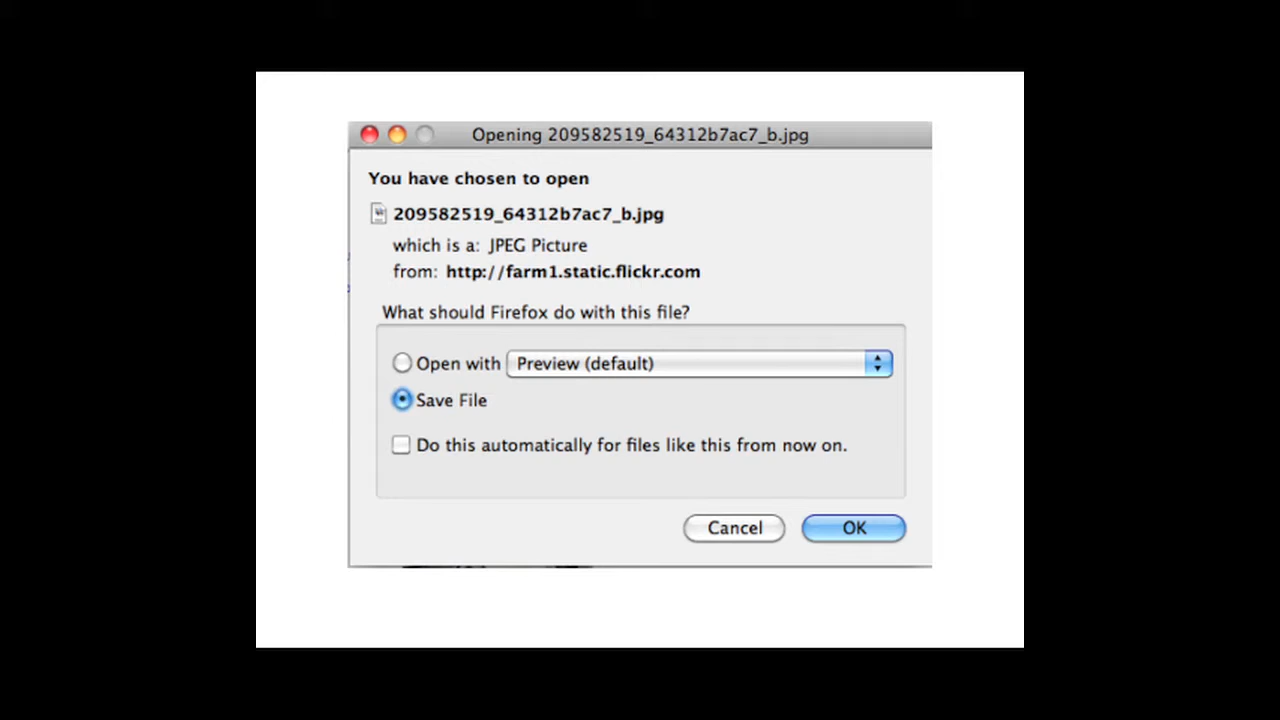 Opening 209582519_64312b7ac7_b.jpg
You have chosen to open
209582519_64312b7ac7_b.jpg
which is a: JPEG Picture
from: http://farm1.static.flickr.com
What should Firefox do with this file?
Open with Preview (default)
Save File
Do this automatically for files like this from now on.
Cancel OK